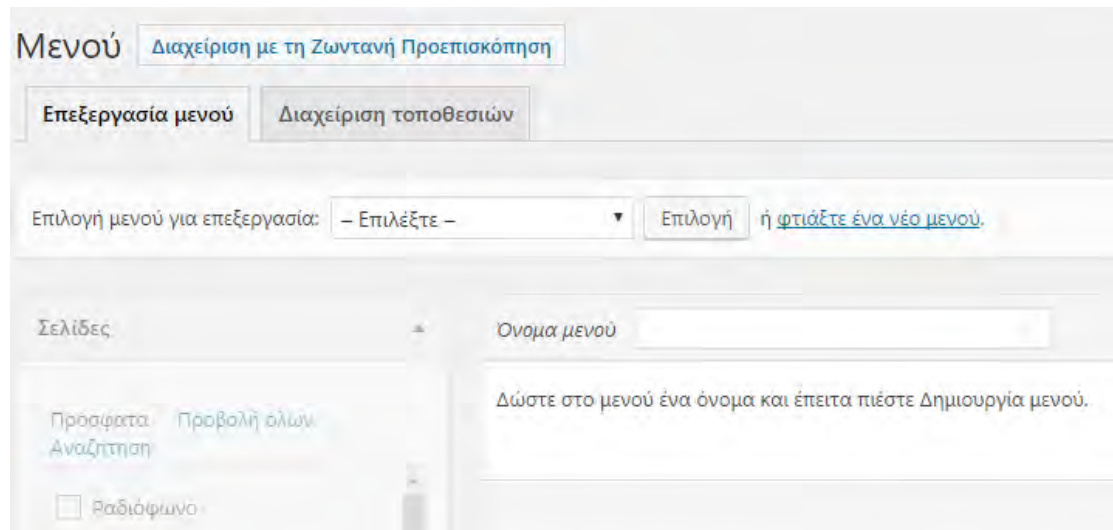 Μενού Διαχείριση με τη Ζωντανή Προεπισκόπηση
Επεξεργασία μενού Διαχείριση τοποθεσιών
Επιλογή μενού για επεξεργασία: – Επιλέξτε – Επιλογή ή φτιάξτε ένα νέο μενού.
Σελίδες
Όνομα μενού
Δώστε στο μενού ένα όνομα και έπειτα πιέστε Δημιουργία μενού.
Πρόσφατα Προβολή όλων
Αναζήτηση
Ραδιόφωνο